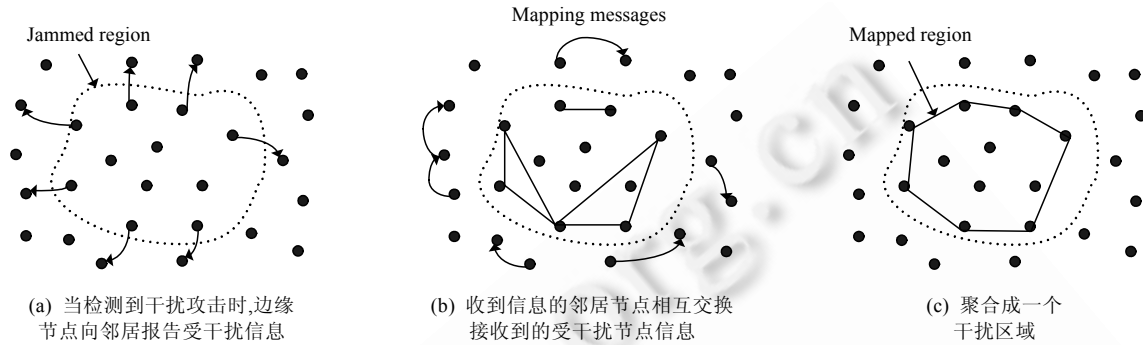 Mapping messages
Jammed region
Mapped region
(a) 当检测到干扰攻击时,边缘
节点向邻居报告受干扰信息
(b) 收到信息的邻居节点相互交换
接收到的受干扰节点信息
(c) 聚合成一个
干扰区域
org.cn